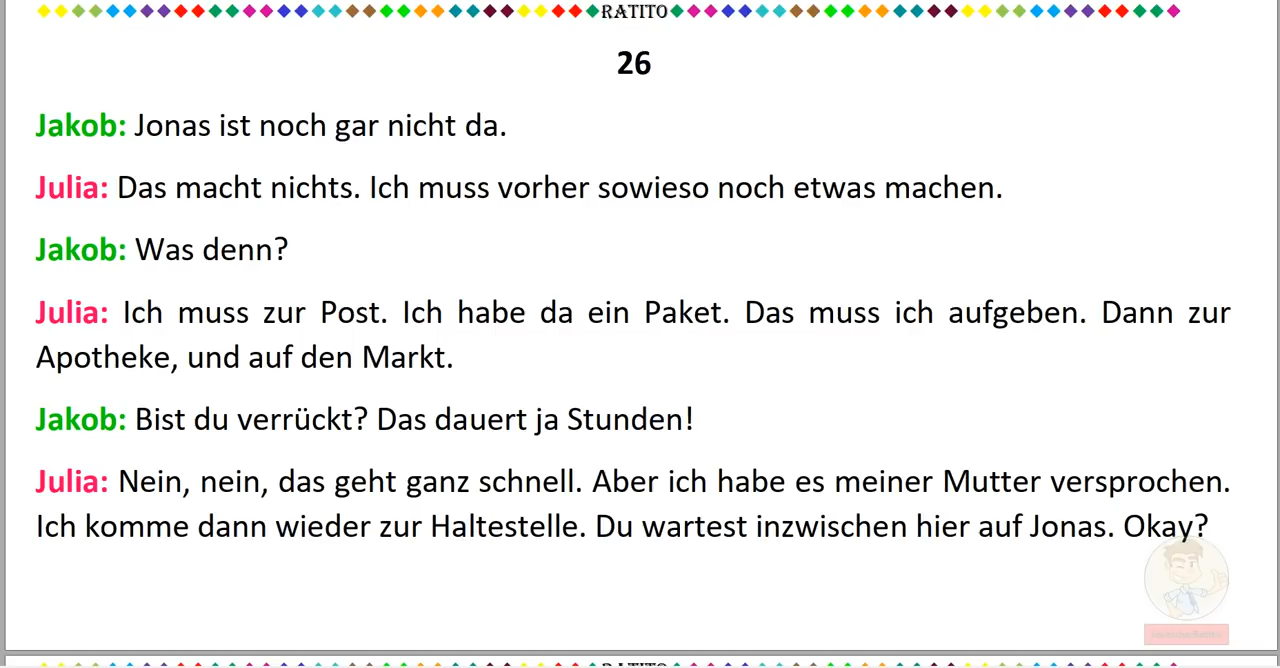 RATITO
26
Jakob: Jonas ist noch gar nicht da.
Julia: Das macht nichts. Ich muss vorher sowieso noch etwas machen.
Jakob: Was denn?
Julia: Ich muss zur Post. Ich habe da ein Paket. Das muss ich aufgeben. Dann zur
Apotheke, und auf den Markt.
Jakob: Bist du verrückt? Das dauert ja Stunden!
Julia: Nein, nein, das geht ganz schnell. Aber ich habe es meiner Mutter versprochen.
Ich komme dann wieder zur Haltestelle. Du wartest inzwischen hier auf Jonas. Okay?
RATITO